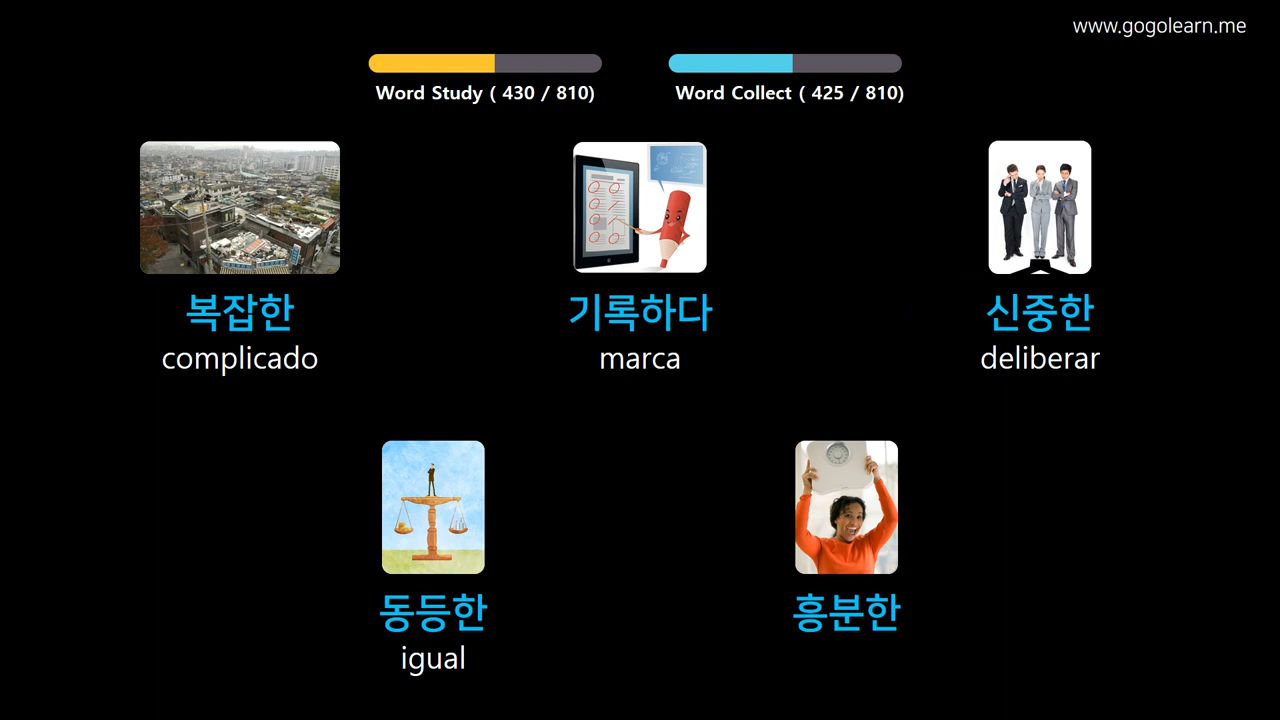 www.gogolearn.me
Word Study ( 430 / 810)
Word Collect ( 425 / 810)
복잡한
complicado
기록하다
marca
신중한
deliberar
동등한
igual
흥분한